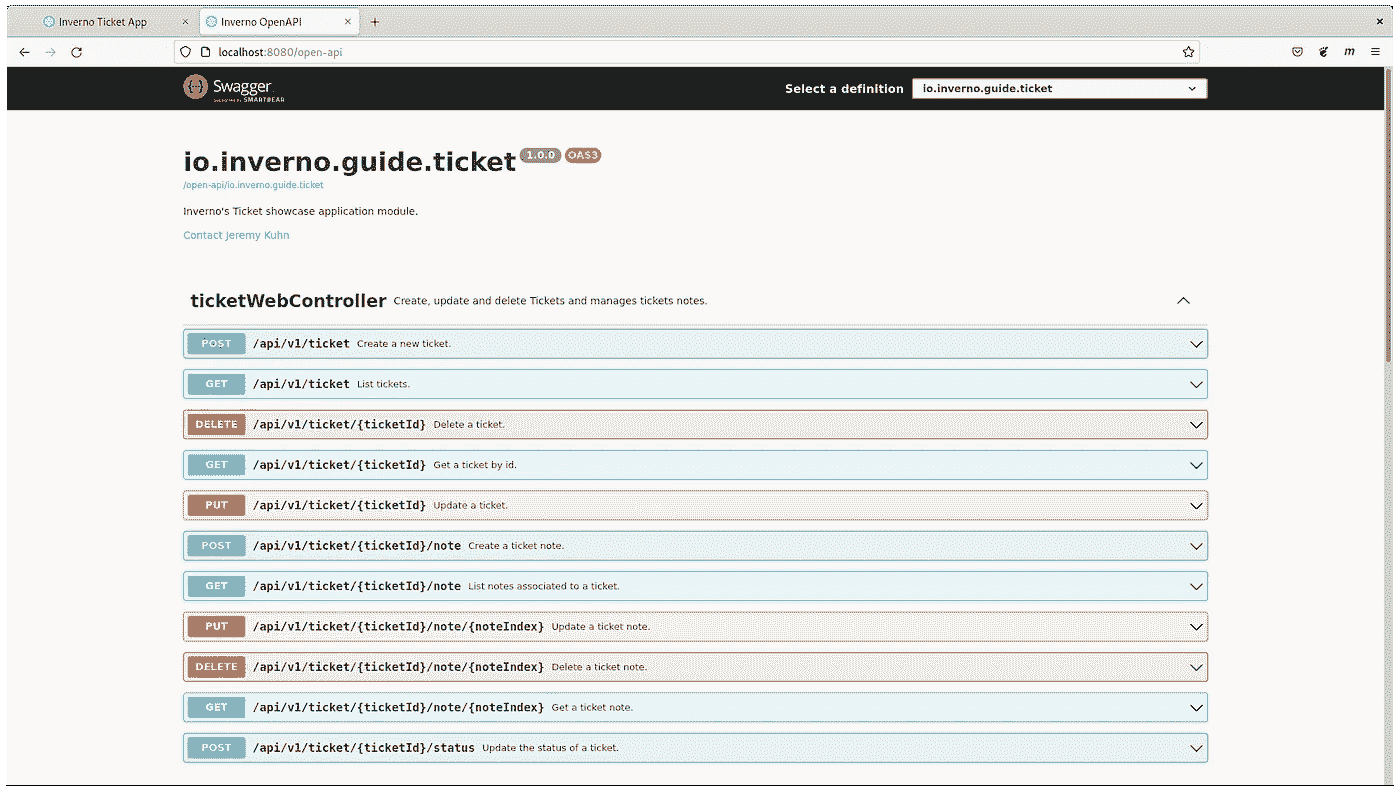 Inverno Ticket App
Inverno OpenAPI
localhost:8080/open-api
Swagger
SMARTBEAR
Select a definition
io.inverno.guide.ticket
io.inverno.guide.ticket 1.0.0 OAS3
/open-api/io.inverno.guide.ticket
Inverno's Ticket showcase application module.
Contact Jeremy Kuhn
ticketWebController Create, update and delete Tickets and manages tickets notes.
POST /api/v1/ticket Create a new ticket.
GET /api/v1/ticket List tickets.
DELETE /api/v1/ticket/{ticketId} Delete a ticket.
GET /api/v1/ticket/{ticketId} Get a ticket by id.
PUT /api/v1/ticket/{ticketId} Update a ticket.
POST /api/v1/ticket/{ticketId}/note Create a ticket note.
GET /api/v1/ticket/{ticketId}/note List notes associated to a ticket.
PUT /api/v1/ticket/{ticketId}/note/{noteIndex} Update a ticket note.
DELETE /api/v1/ticket/{ticketId}/note/{noteIndex} Delete a ticket note.
GET /api/v1/ticket/{ticketId}/note/{noteIndex} Get a ticket note.
POST /api/v1/ticket/{ticketId}/status Update the status of a ticket.